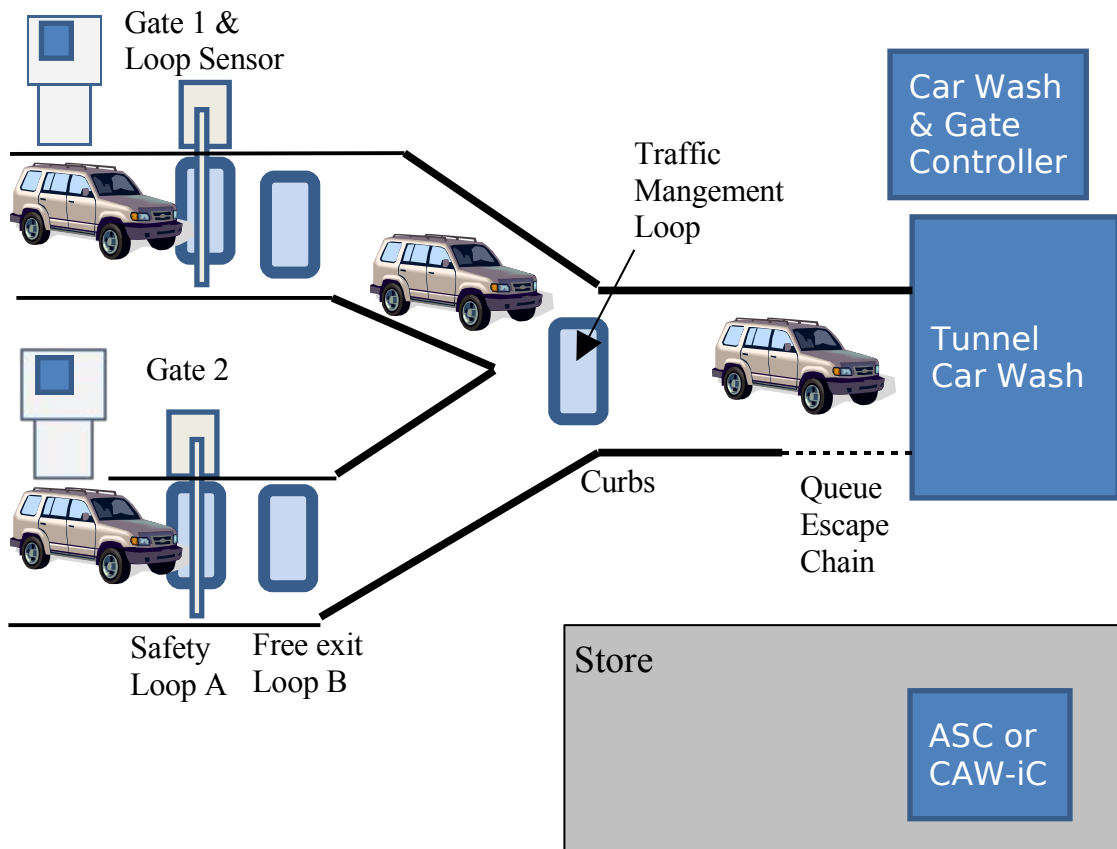 Gate 1 &
Loop Sensor
Car Wash
& Gate
Controller
Traffic
Mangement
Loop
Tunnel
Car Wash
Gate 2
Curbs
Queue
Escape
Chain
Safety
Loop A
Free exit
Loop B
Store
ASC or
CAW-iC